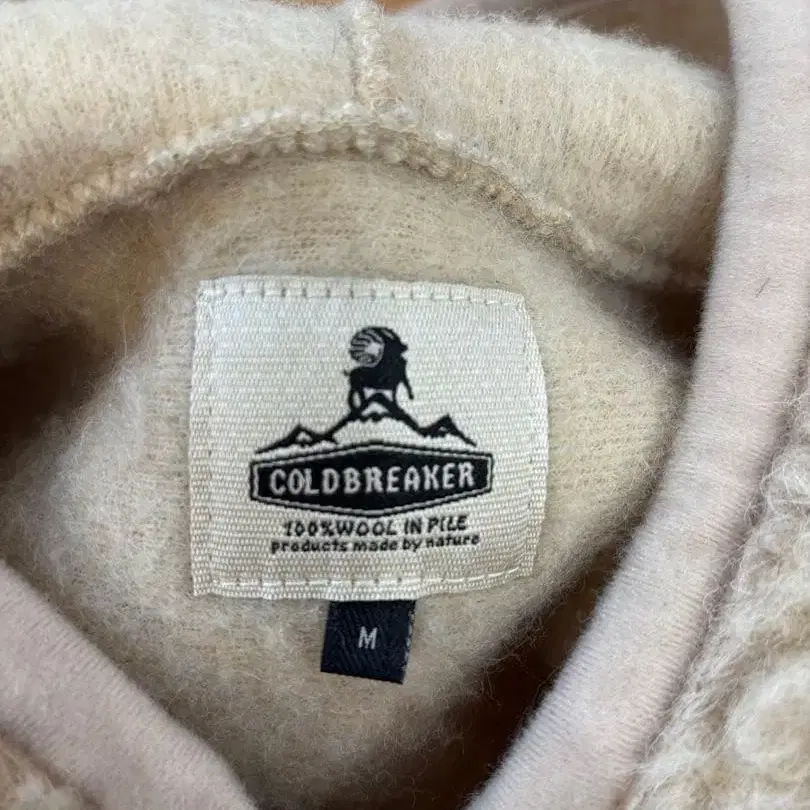 COLDBREAKER
100%WOOL IN PILE
products made by nature
M